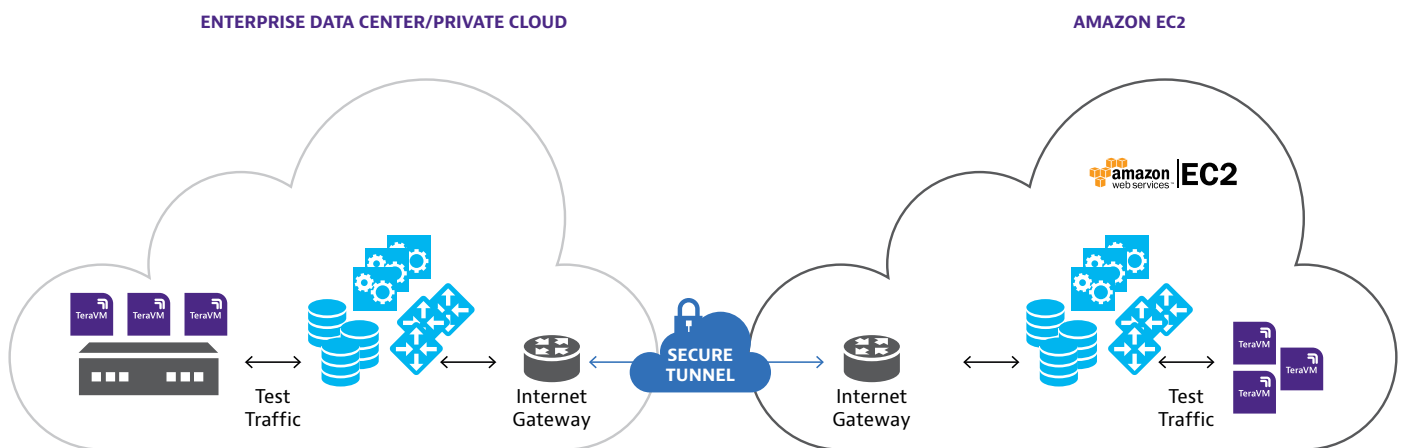 ENTERPRISE DATA CENTER/PRIVATE CLOUD
AMAZON EC2
amazon
web services™
EC2
TeraVM
TeraVM
TeraVM
Test
Traffic
Internet
Gateway
SECURE
TUNNEL
Internet
Gateway
Test
Traffic
TeraVM
TeraVM
TeraVM